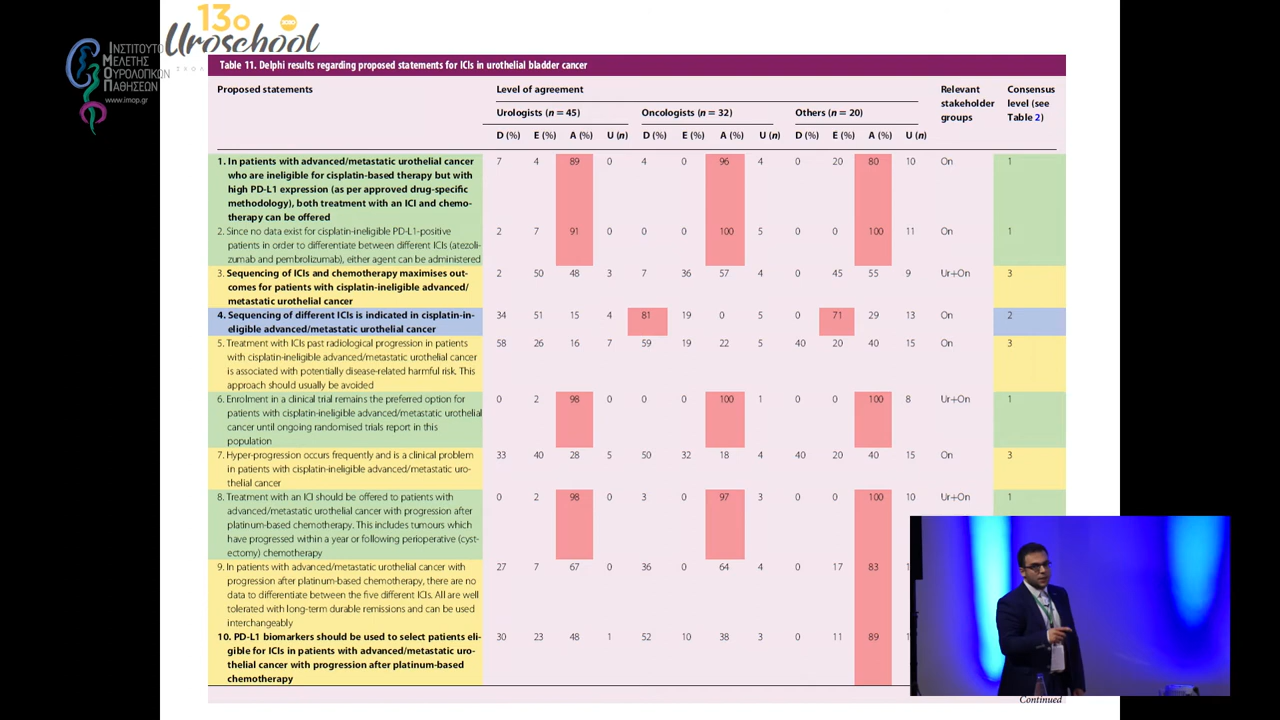 13ο
Uroschool
ΙΝΣΤΙΤΟΥΤΟ
ΜΕΛΕΤΗΣ
ΟΥΡΟΛΟΓΙΚΩΝ
ΠΑΘΗΣΕΩΝ
www.imop.gr
Table 11. Delphi results regarding proposed statements for ICIs in urothelial bladder cancer
Proposed statements Level of agreement Relevant stakeholder groups Consensus level (see Table 2)
Urologists (n = 45) Oncologists (n = 32) Others (n = 20)
D (%) E (%) A (%) U (n) D (%) E (%) A (%) U (n) D (%) E (%) A (%) U (n)
1. In patients with advanced/metastatic urothelial cancer 7 4 89 0 4 0 96 4 0 20 80 10 On 1
who are ineligible for cisplatin-based therapy but with
high PD-L1 expression (as per approved drug-specific
methodology), both treatment with an ICI and chemo-
therapy can be offered
2. Since no data exist for cisplatin-ineligible PD-L1-positive 2 7 91 0 0 0 100 5 0 0 100 11 On 1
patients in order to differentiate between different ICIs (atezoli-
zumab and pembrolizumab), either agent can be administered
3. Sequencing of ICIs and chemotherapy maximises out- 2 50 48 3 7 36 57 4 0 45 55 9 Ur+On 3
comes for patients with cisplatin-ineligible advanced/
metastatic urothelial cancer
4. Sequencing of different ICIs is indicated in cisplatin-in- 34 51 15 4 81 19 0 5 0 71 29 13 On 2
eligible advanced/metastatic urothelial cancer
5. Treatment with ICIs past radiological progression in patients 58 26 16 7 59 19 22 5 40 20 40 15 On 3
with cisplatin-ineligible advanced/metastatic urothelial cancer
is associated with potentially disease-related harmful risk. This
approach should usually be avoided
6. Enrolment in a clinical trial remains the preferred option for 0 2 98 0 0 0 100 1 0 0 100 8 Ur+On 1
patients with cisplatin-ineligible advanced/metastatic urothelial
cancer until ongoing randomised trials report in this
population
7. Hyper-progression occurs frequently and is a clinical problem 33 40 28 5 50 32 18 4 40 20 40 15 On 3
in patients with cisplatin-ineligible advanced/metastatic uro-
thelial cancer
8. Treatment with an ICI should be offered to patients with 0 2 98 0 3 0 97 3 0 0 100 10 Ur+On 1
advanced/metastatic urothelial cancer with progression after
platinum-based chemotherapy. This includes tumours which
have progressed within a year or following perioperative (cyst-
ectomy) chemotherapy
9. In patients with advanced/metastatic urothelial cancer with 27 7 67 0 36 0 64 4 0 17 83
progression after platinum-based chemotherapy, there are no
data to differentiate between the five different ICIs. All are well
tolerated with long-term durable remissions and can be used
interchangeably
10. PD-L1 biomarkers should be used to select patients eli- 30 23 48 1 52 10 38 3 0 11 89
gible for ICIs in patients with advanced/metastatic uro-
thelial cancer with progression after platinum-based
chemotherapy
Continued